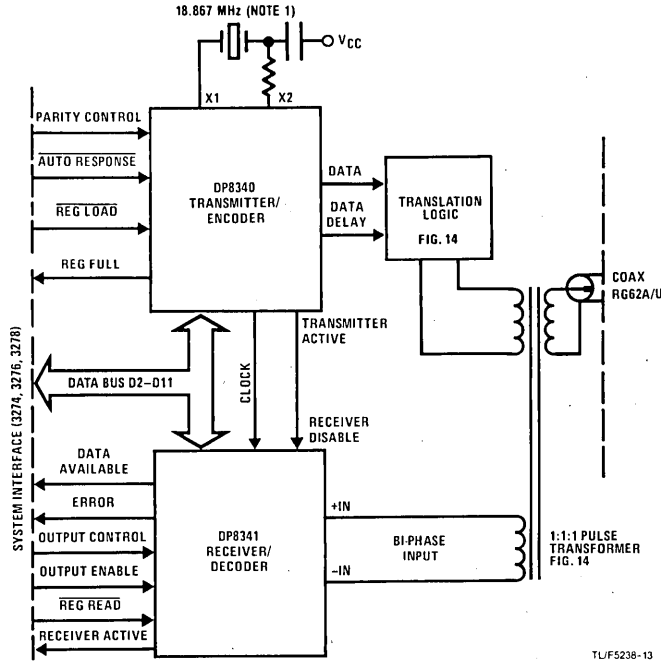 18.867 MHz (NOTE 1)
VCC
X1
X2
PARITY CONTROL
AUTO RESPONSE
REG LOAD
REG FULL
DP8340
TRANSMITTER/
ENCODER
DATA
DATA
DELAY
TRANSLATION
LOGIC
FIG. 14
COAX
RG62A/U
TRANSMITTER
ACTIVE
CLOCK
RECEIVER
DISABLE
DATA BUS D2–D11
SYSTEM INTERFACE (3274, 3276, 3278)
DATA
AVAILABLE
ERROR
OUTPUT CONTROL
OUTPUT ENABLE
REG READ
RECEIVER ACTIVE
DP8341
RECEIVER/
DECODER
+IN
BI-PHASE
INPUT
−IN
1:1:1 PULSE
TRANSFORMER
FIG. 14
TL/F5238-13